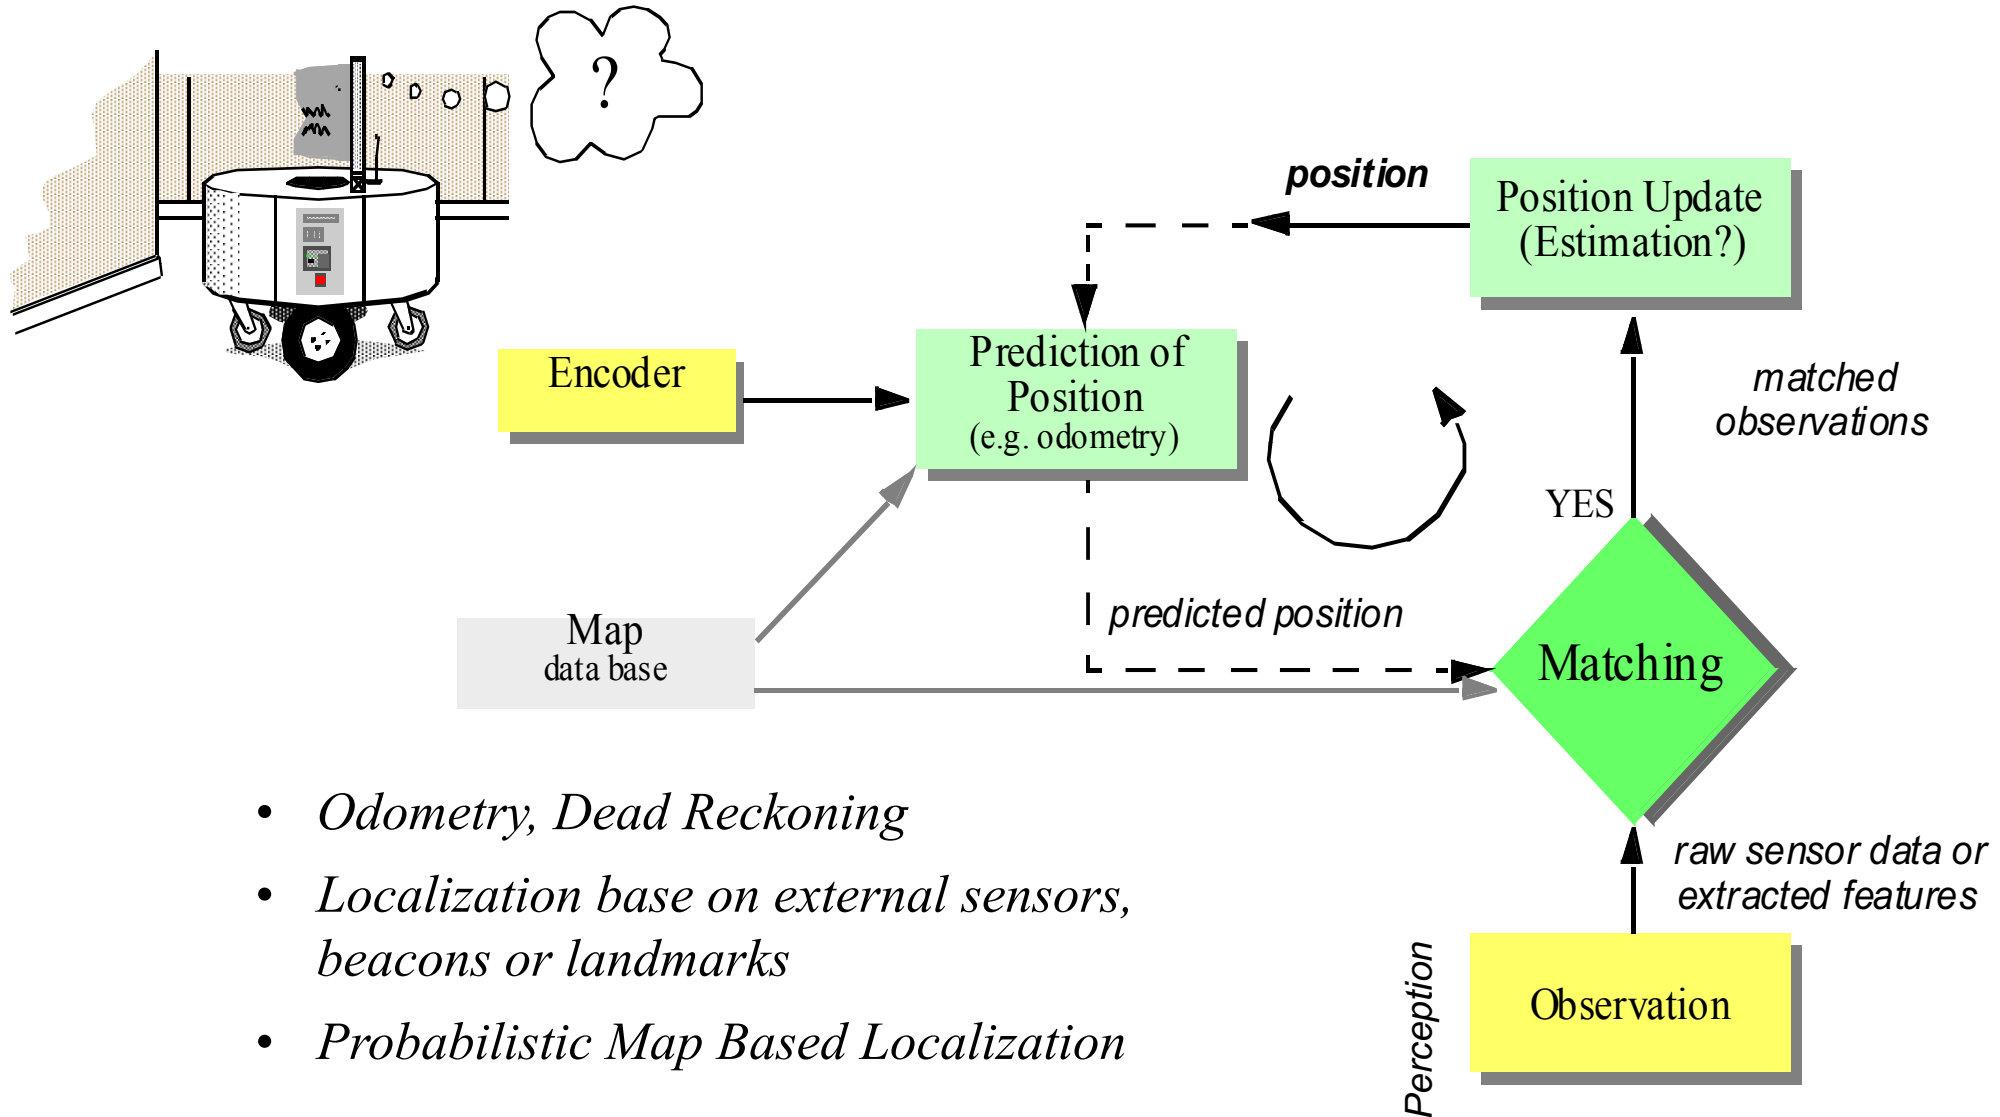 ?
position
Position Update
(Estimation?)
Encoder
Prediction of
Position
(e.g. odometry)
matched
observations
YES
Map
data base
predicted position
Matching
• Odometry, Dead Reckoning
• Localization base on external sensors,
beacons or landmarks
• Probabilistic Map Based Localization
raw sensor data or
extracted features
Perception
Observation